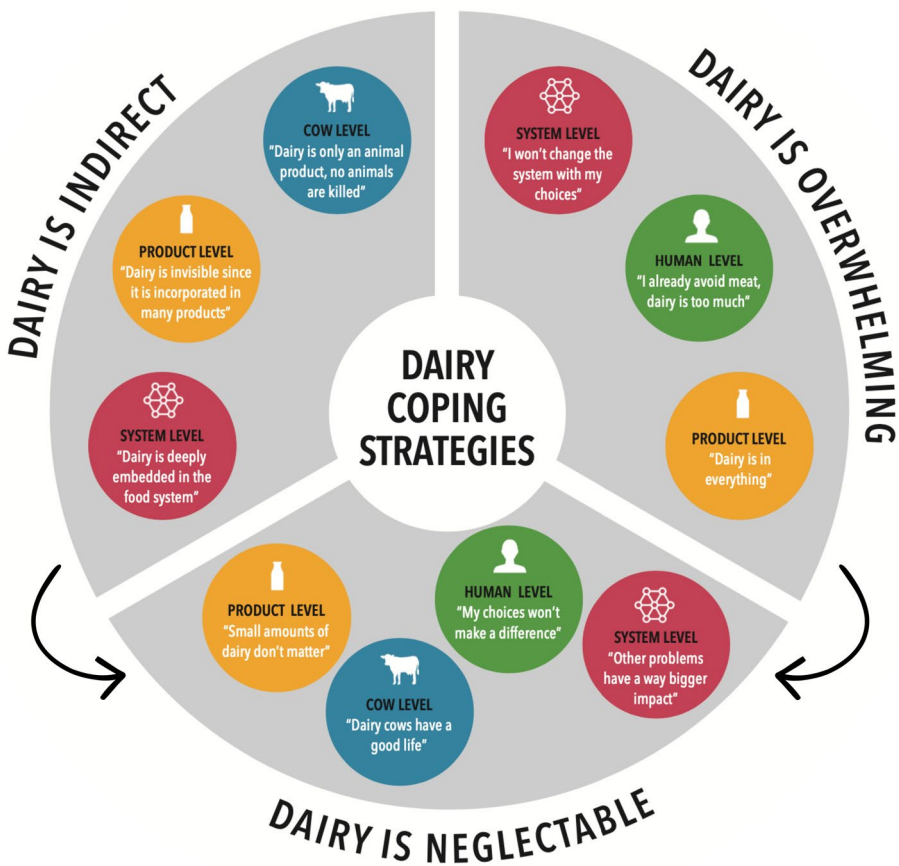 DAIRY
COPING
STRATEGIES
DAIRY IS INDIRECT
COW LEVEL
“Dairy is only an animal
product, no animals
are killed“
PRODUCT LEVEL
“Dairy is invisible since
it is incorporated in
many products“
SYSTEM LEVEL
“Dairy is deeply
embedded in the
food system“
DAIRY IS OVERWHELMING
SYSTEM LEVEL
“I won’t change the
system with my
choices“
HUMAN LEVEL
“I already avoid meat,
dairy is too much“
PRODUCT LEVEL
“Dairy is in
everything“
DAIRY IS NEGLECTABLE
PRODUCT LEVEL
“Small amounts of
dairy don’t matter“
COW LEVEL
“Dairy cows have a
good life“
HUMAN LEVEL
“My choices won’t
make a difference“
SYSTEM LEVEL
“Other problems
have a way bigger
impact“